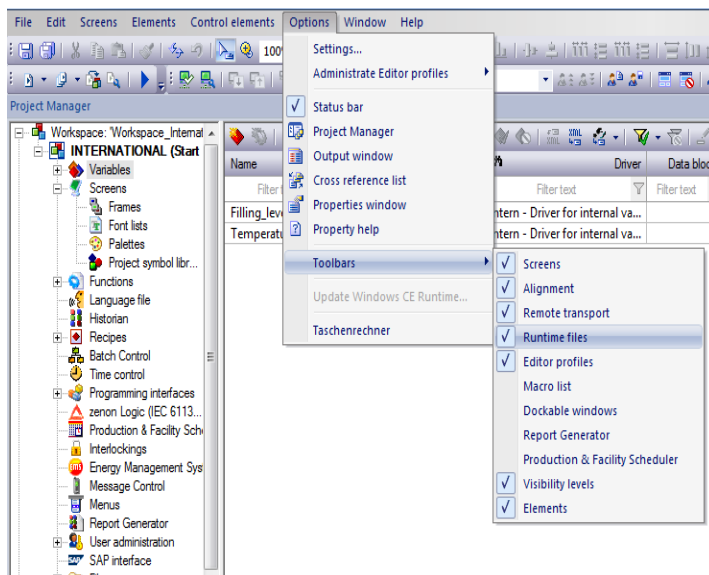 File Edit Screens Elements Control elements Options Window Help
100
Project Manager
Workspace: 'Workspace_Internat
INTERNATIONAL (Start
Variables
Screens
Frames
Font lists
Palettes
Project symbol libr...
Functions
Language file
Historian
Recipes
Batch Control
Time control
Programming interfaces
zenon Logic (IEC 6113...
Production & Facility Sch
Interlockings
Energy Management Sys
Message Control
Menus
Report Generator
User administration
SAP interface
Settings...
Administrate Editor profiles
Status bar
Project Manager
Output window
Cross reference list
Properties window
Property help
Toolbars
Update Windows CE Runtime...
Taschenrechner
Screens
Alignment
Remote transport
Runtime files
Editor profiles
Macro list
Dockable windows
Report Generator
Production & Facility Scheduler
Visibility levels
Elements
XML XML
Name Driver Data bloc
Filter t Filter text Filter text
Filling_leve ntern - Driver for internal va...
Temperatu ntern - Driver for internal va...